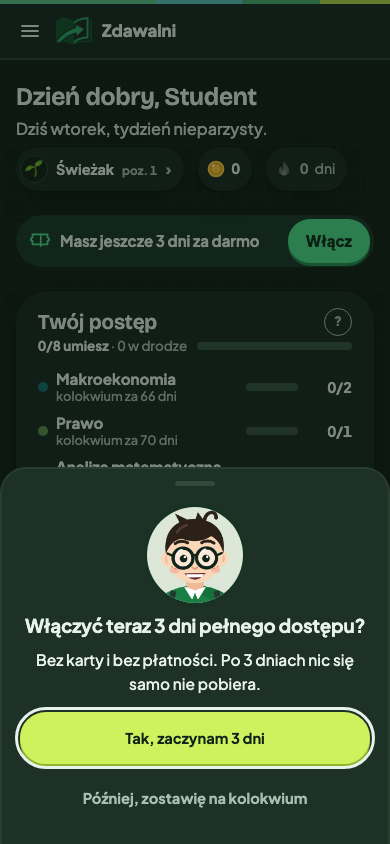 Zdawalni
Dzień dobry, Student
Dziś wtorek, tydzień nieparzysty.
Świeżak poz. 1 › 0 0 dni
Masz jeszcze 3 dni za darmo Włącz
Twój postęp ?
0/8 umiesz · 0 w drodze
Makroekonomia 0/2
kolokwium za 66 dni
Prawo 0/1
kolokwium za 70 dni
Analiza matematyczna
Włączyć teraz 3 dni pełnego dostępu?
Bez karty i bez płatności. Po 3 dniach nic się
samo nie pobiera.
Tak, zaczynam 3 dni
Później, zostawię na kolokwium